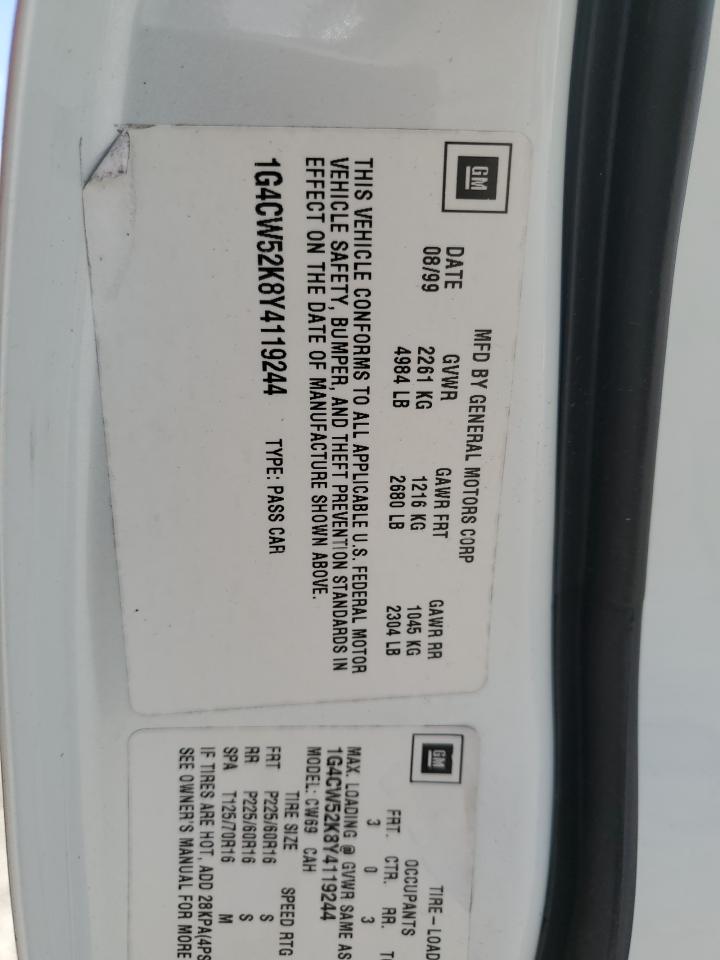 GM
MFD BY GENERAL MOTORS CORP
DATE GVWR GAWR FRT GAWR RR
08/99 2261 KG 1216 KG 1045 KG
4984 LB 2680 LB 2304 LB
THIS VEHICLE CONFORMS TO ALL APPLICABLE U.S. FEDERAL MOTOR
VEHICLE SAFETY, BUMPER, AND THEFT PREVENTION STANDARDS IN
EFFECT ON THE DATE OF MANUFACTURE SHOWN ABOVE.
1G4CW52K8Y4119244 TYPE: PASS CAR
GM
TIRE-LOAD
OCCUPANTS
FRT. CTR. RR.
3 0 3
MAX. LOADING @ GVWR SAME AS
1G4CW52K8Y4119244
MODEL: CW69 CAH
TIRE SIZE SPEED RTG
FRT P225/60R16 S
RR P225/60R16 S
SPA T125/70R16 M
IF TIRES ARE HOT, ADD 28KPA(4PS
SEE OWNER'S MANUAL FOR MORE